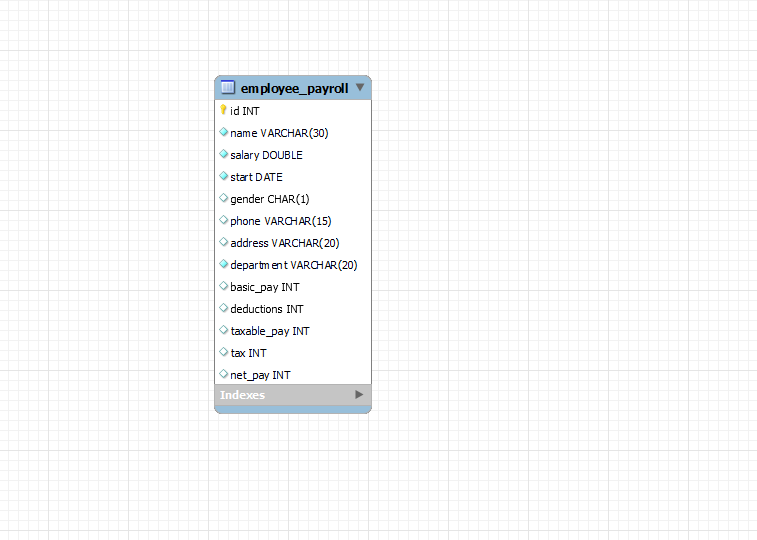 employee_payroll
id INT
name VARCHAR(30)
salary DOUBLE
start DATE
gender CHAR(1)
phone VARCHAR(15)
address VARCHAR(20)
department VARCHAR(20)
basic_pay INT
deductions INT
taxable_pay INT
tax INT
net_pay INT
Indexes